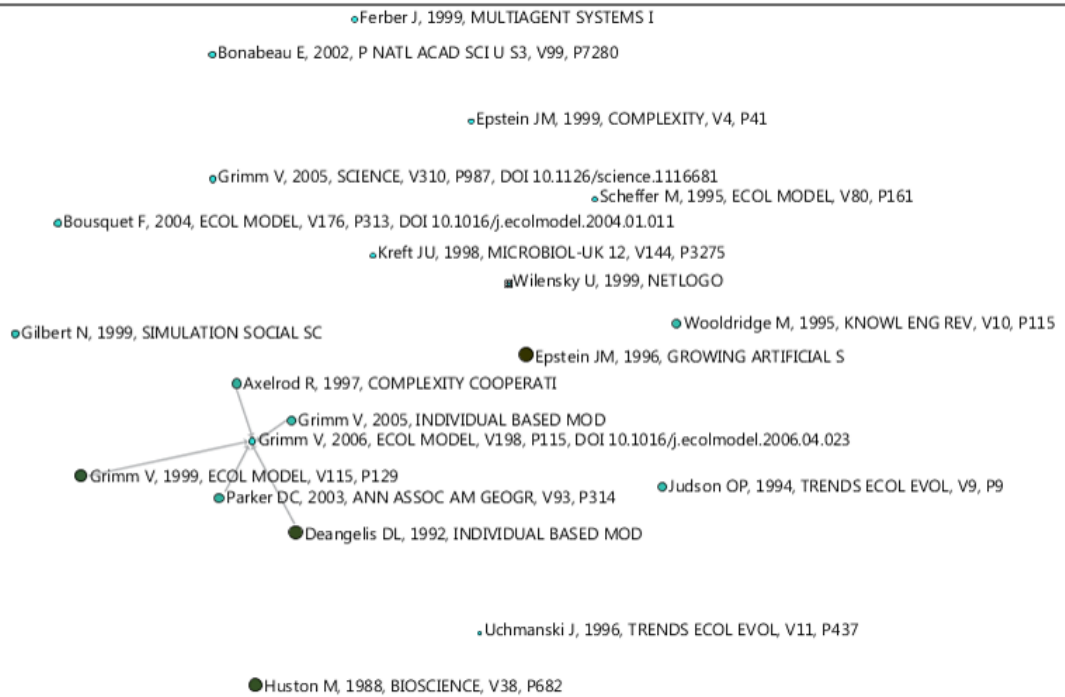 Ferber J, 1999, MULTIAGENT SYSTEMS I
Bonabeau E, 2002, P NATL ACAD SCI U S3, V99, P7280
Epstein JM, 1999, COMPLEXITY, V4, P41
Grimm V, 2005, SCIENCE, V310, P987, DOI 10.1126/science.1116681
Scheffer M, 1995, ECOL MODEL, V80, P161
Bousquet F, 2004, ECOL MODEL, V176, P313, DOI 10.1016/j.ecolmodel.2004.01.011
Kreft JU, 1998, MICROBIOL-UK 12, V144, P3275
Wilensky U, 1999, NETLOGO
Wooldridge M, 1995, KNOWL ENG REV, V10, P115
Gilbert N, 1999, SIMULATION SOCIAL SC
Epstein JM, 1996, GROWING ARTIFICIAL S
Axelrod R, 1997, COMPLEXITY COOPERATI
Grimm V, 2005, INDIVIDUAL BASED MOD
Grimm V, 2006, ECOL MODEL, V198, P115, DOI 10.1016/j.ecolmodel.2006.04.023
Grimm V, 1999, ECOL MODEL, V115, P129
Judson OP, 1994, TRENDS ECOL EVOL, V9, P9
Parker DC, 2003, ANN ASSOC AM GEOGR, V93, P314
Deangelis DL, 1992, INDIVIDUAL BASED MOD
Uchmanski J, 1996, TRENDS ECOL EVOL, V11, P437
Huston M, 1988, BIOSCIENCE, V38, P682